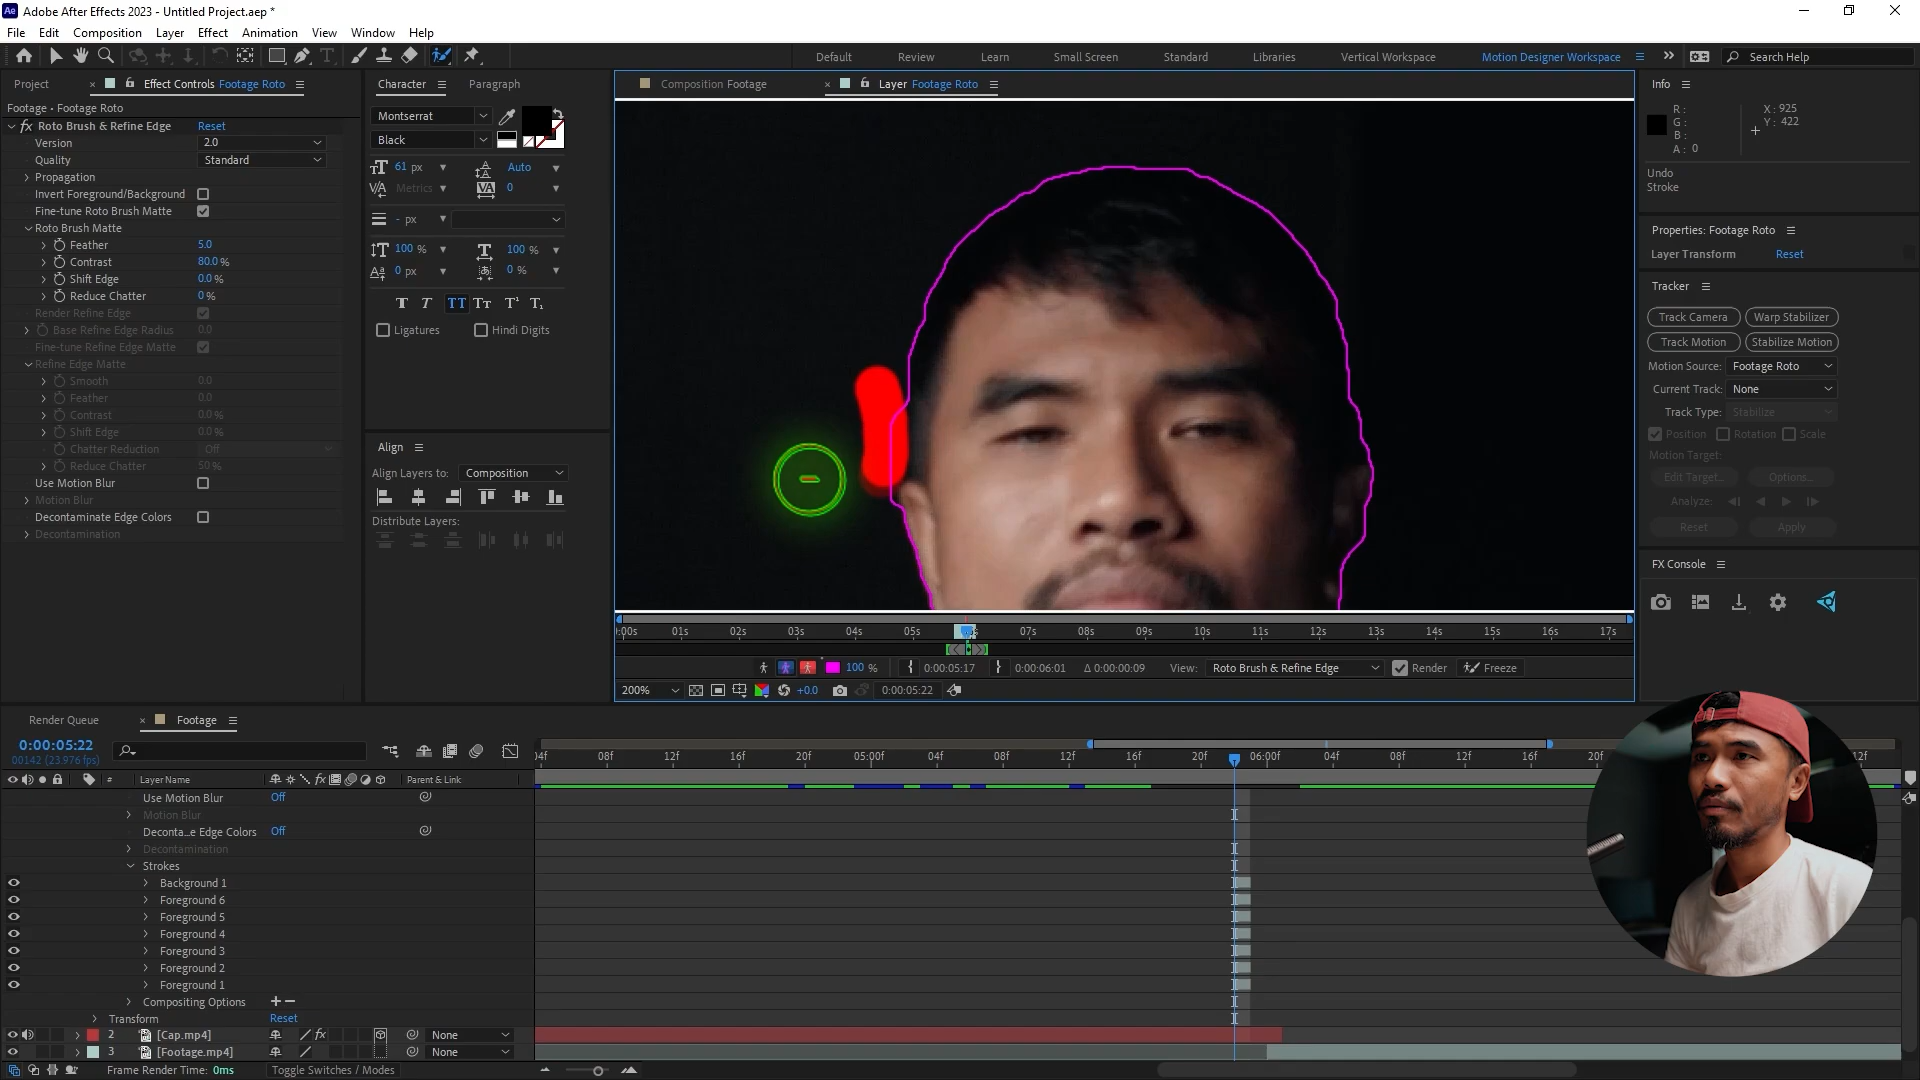 Ae Adobe After Effects 2023 - Untitled Project.aep *
File Edit Composition Layer Effect Animation View Window Help
Default Review Learn Small Screen Standard Libraries Vertical Workspace Motion Designer Workspace Search Help
Project Effect Controls Footage Roto
Footage • Footage Roto
fx Roto Brush & Refine Edge Reset
Version 2.0
Quality Standard
Propagation
Invert Foreground/Background
Fine-tune Roto Brush Matte
Roto Brush Matte
Feather 5.0
Contrast 80.0 %
Shift Edge 0.0 %
Reduce Chatter 0 %
Render Refine Edge
Base Refine Edge Radius 0.0
Fine-tune Refine Edge Matte
Refine Edge Matte
Smooth 0.0
Feather 0.0
Contrast 0.0 %
Shift Edge 0.0 %
Chatter Reduction Off
Reduce Chatter 50 %
Use Motion Blur
Motion Blur
Decontaminate Edge Colors
Decontamination
Character Paragraph
Montserrat
Black
61 px Auto
Metrics 0
- px
100 % 100 %
0 px 0 %
Ligatures Hindi Digits
Align
Align Layers to: Composition
Distribute Layers:
Composition Footage Layer Footage Roto
:00s 01s 02s 03s 04s 05s 07s 08s 09s 10s 11s 12s 13s 14s 15s 16s 17s
100 % 0:00:05:17 0:00:06:01 Δ 0:00:00:09 View: Roto Brush & Refine Edge Render Freeze
200% +0.0 0:00:05:22
Info
R :
G :
B :
A : 0
X : 925
Y : 422
Undo
Stroke
Properties: Footage Roto
Layer Transform Reset
Tracker
Track Camera Warp Stabilizer
Track Motion Stabilize Motion
Motion Source: Footage Roto
Current Track: None
Track Type: Stabilize
Position Rotation Scale
Motion Target:
Edit Target... Options...
Analyze:
Reset Apply
FX Console
Render Queue Footage
0:00:05:22
00142 (23.976 fps)
# Layer Name fx Parent & Link
04f 08f 12f 16f 20f 05:00f 04f 08f 12f 16f 20f 06:00f 04f 08f 12f 16f 20f 12f
Use Motion Blur Off
Motion Blur
Deconta...e Edge Colors Off
Decontamination
Strokes
Background 1
Foreground 6
Foreground 5
Foreground 4
Foreground 3
Foreground 2
Foreground 1
Compositing Options
Transform Reset
2 [Cap.mp4] fx None
3 [Footage.mp4] None
Frame Render Time: 0ms Toggle Switches / Modes